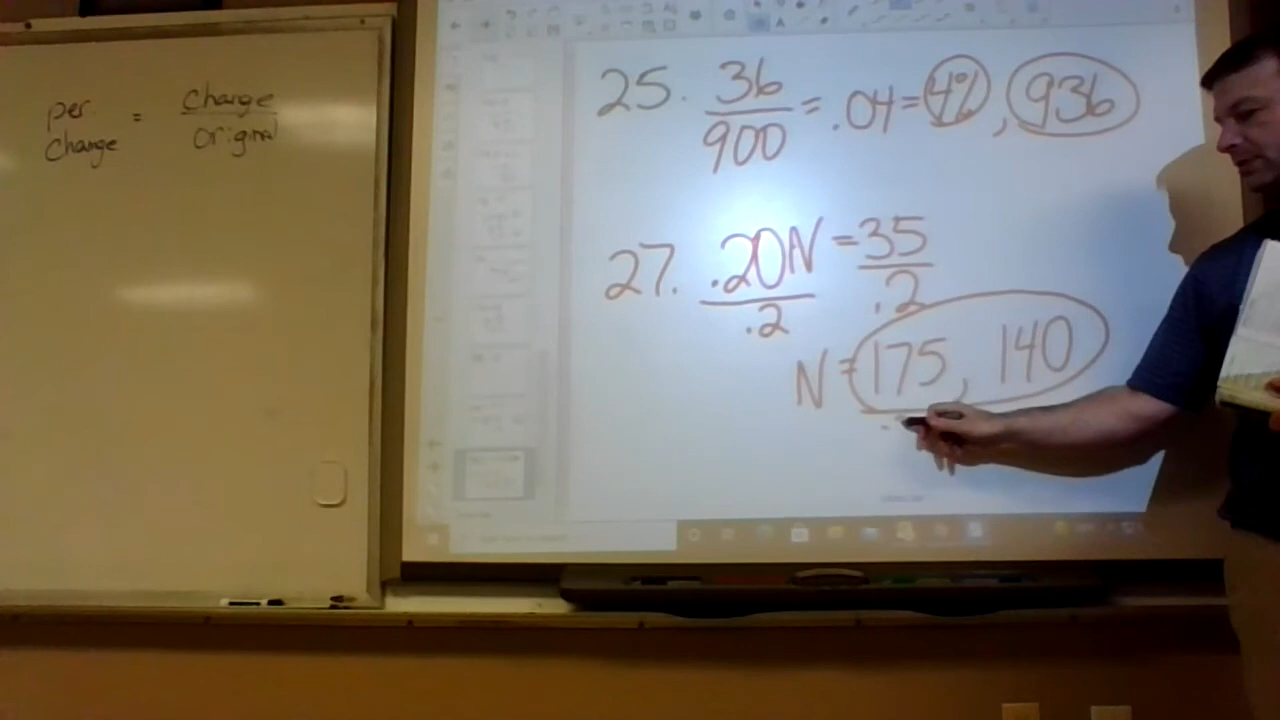 per change = change / original
25. 36/900 = .04 = 4%, 936
27. .20N/.2 = 35/.2
N = 175, 140